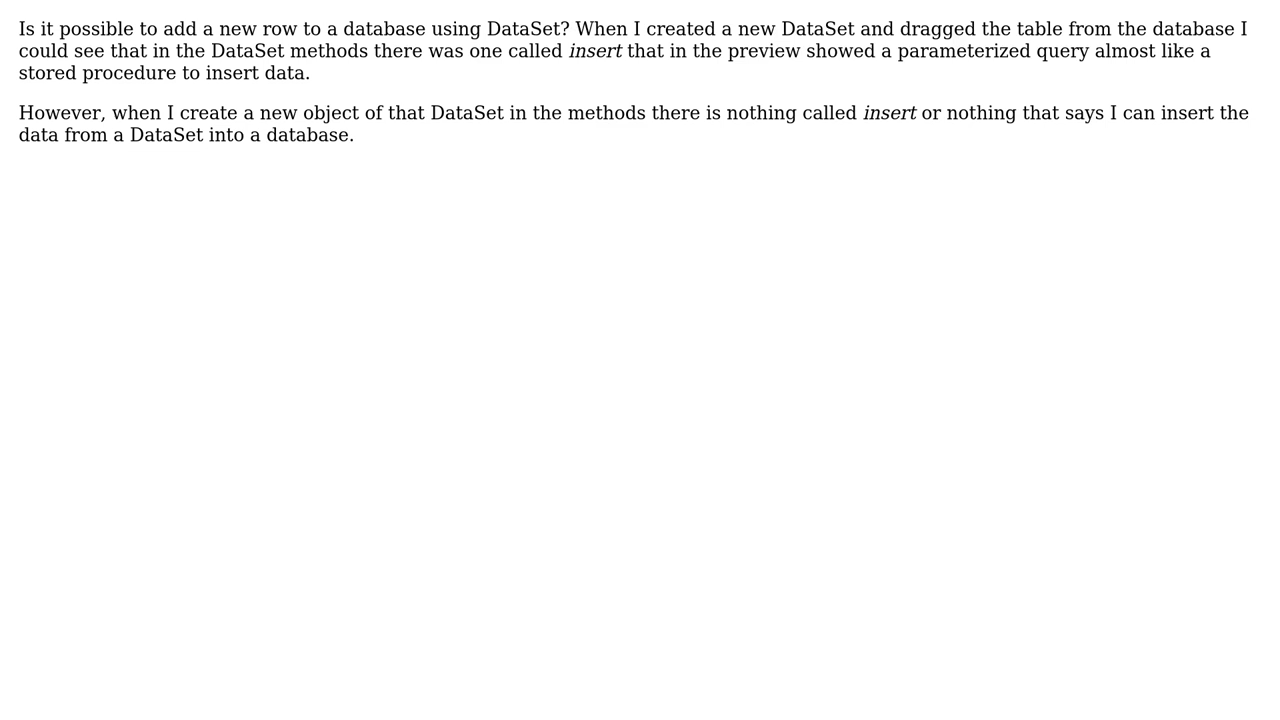 Is it possible to add a new row to a database using DataSet? When I created a new DataSet and dragged the table from the database I
could see that in the DataSet methods there was one called insert that in the preview showed a parameterized query almost like a
stored procedure to insert data.
However, when I create a new object of that DataSet in the methods there is nothing called insert or nothing that says I can insert the
data from a DataSet into a database.